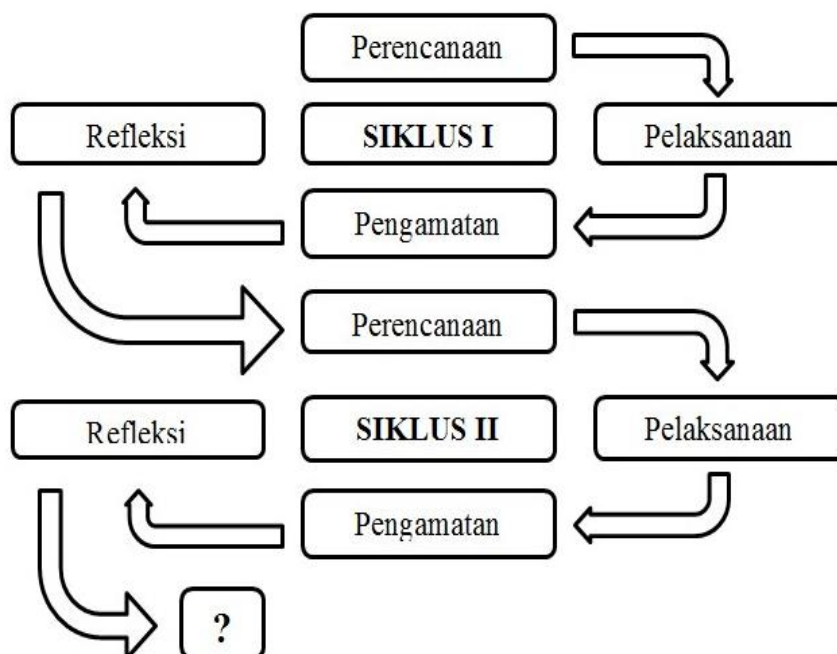 Perencanaan
Refleksi
SIKLUS I
Pelaksanaan
Pengamatan
Perencanaan
Refleksi
SIKLUS II
Pelaksanaan
Pengamatan
?